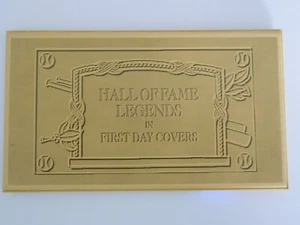 HALL OF FAME
LEGENDS
IN
FIRST DAY COVERS